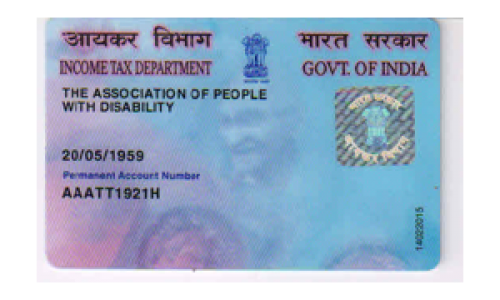 आयकर विभाग
INCOME TAX DEPARTMENT
भारत सरकार
GOVT. OF INDIA
THE ASSOCIATION OF PEOPLE
WITH DISABILITY
20/05/1959
Permanent Account Number
AAATT1921H
14022015